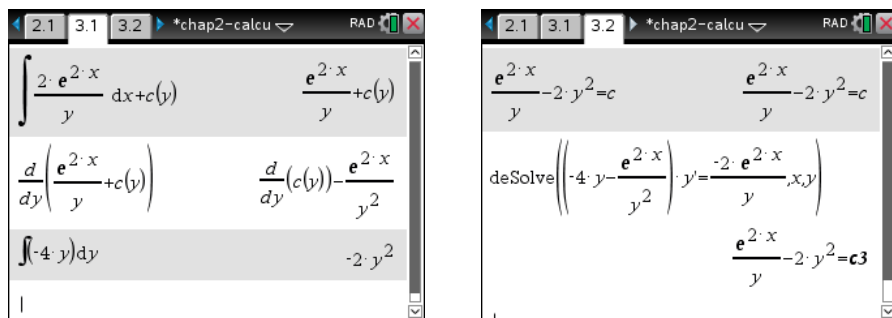 2.1 3.1 3.2 *chap2-calcu RAD
∫ 2·e^(2·x)/y dx+c(y)    e^(2·x)/y+c(y)
d/dy(e^(2·x)/y+c(y))    d/dy(c(y))-e^(2·x)/y^2
∫(-4·y)dy    -2·y^2
2.1 3.1 3.2 *chap2-calcu RAD
e^(2·x)/y-2·y^2=c    e^(2·x)/y-2·y^2=c
deSolve((-4·y-e^(2·x)/y^2)·y'=-2·e^(2·x)/y,x,y)
e^(2·x)/y-2·y^2=c3